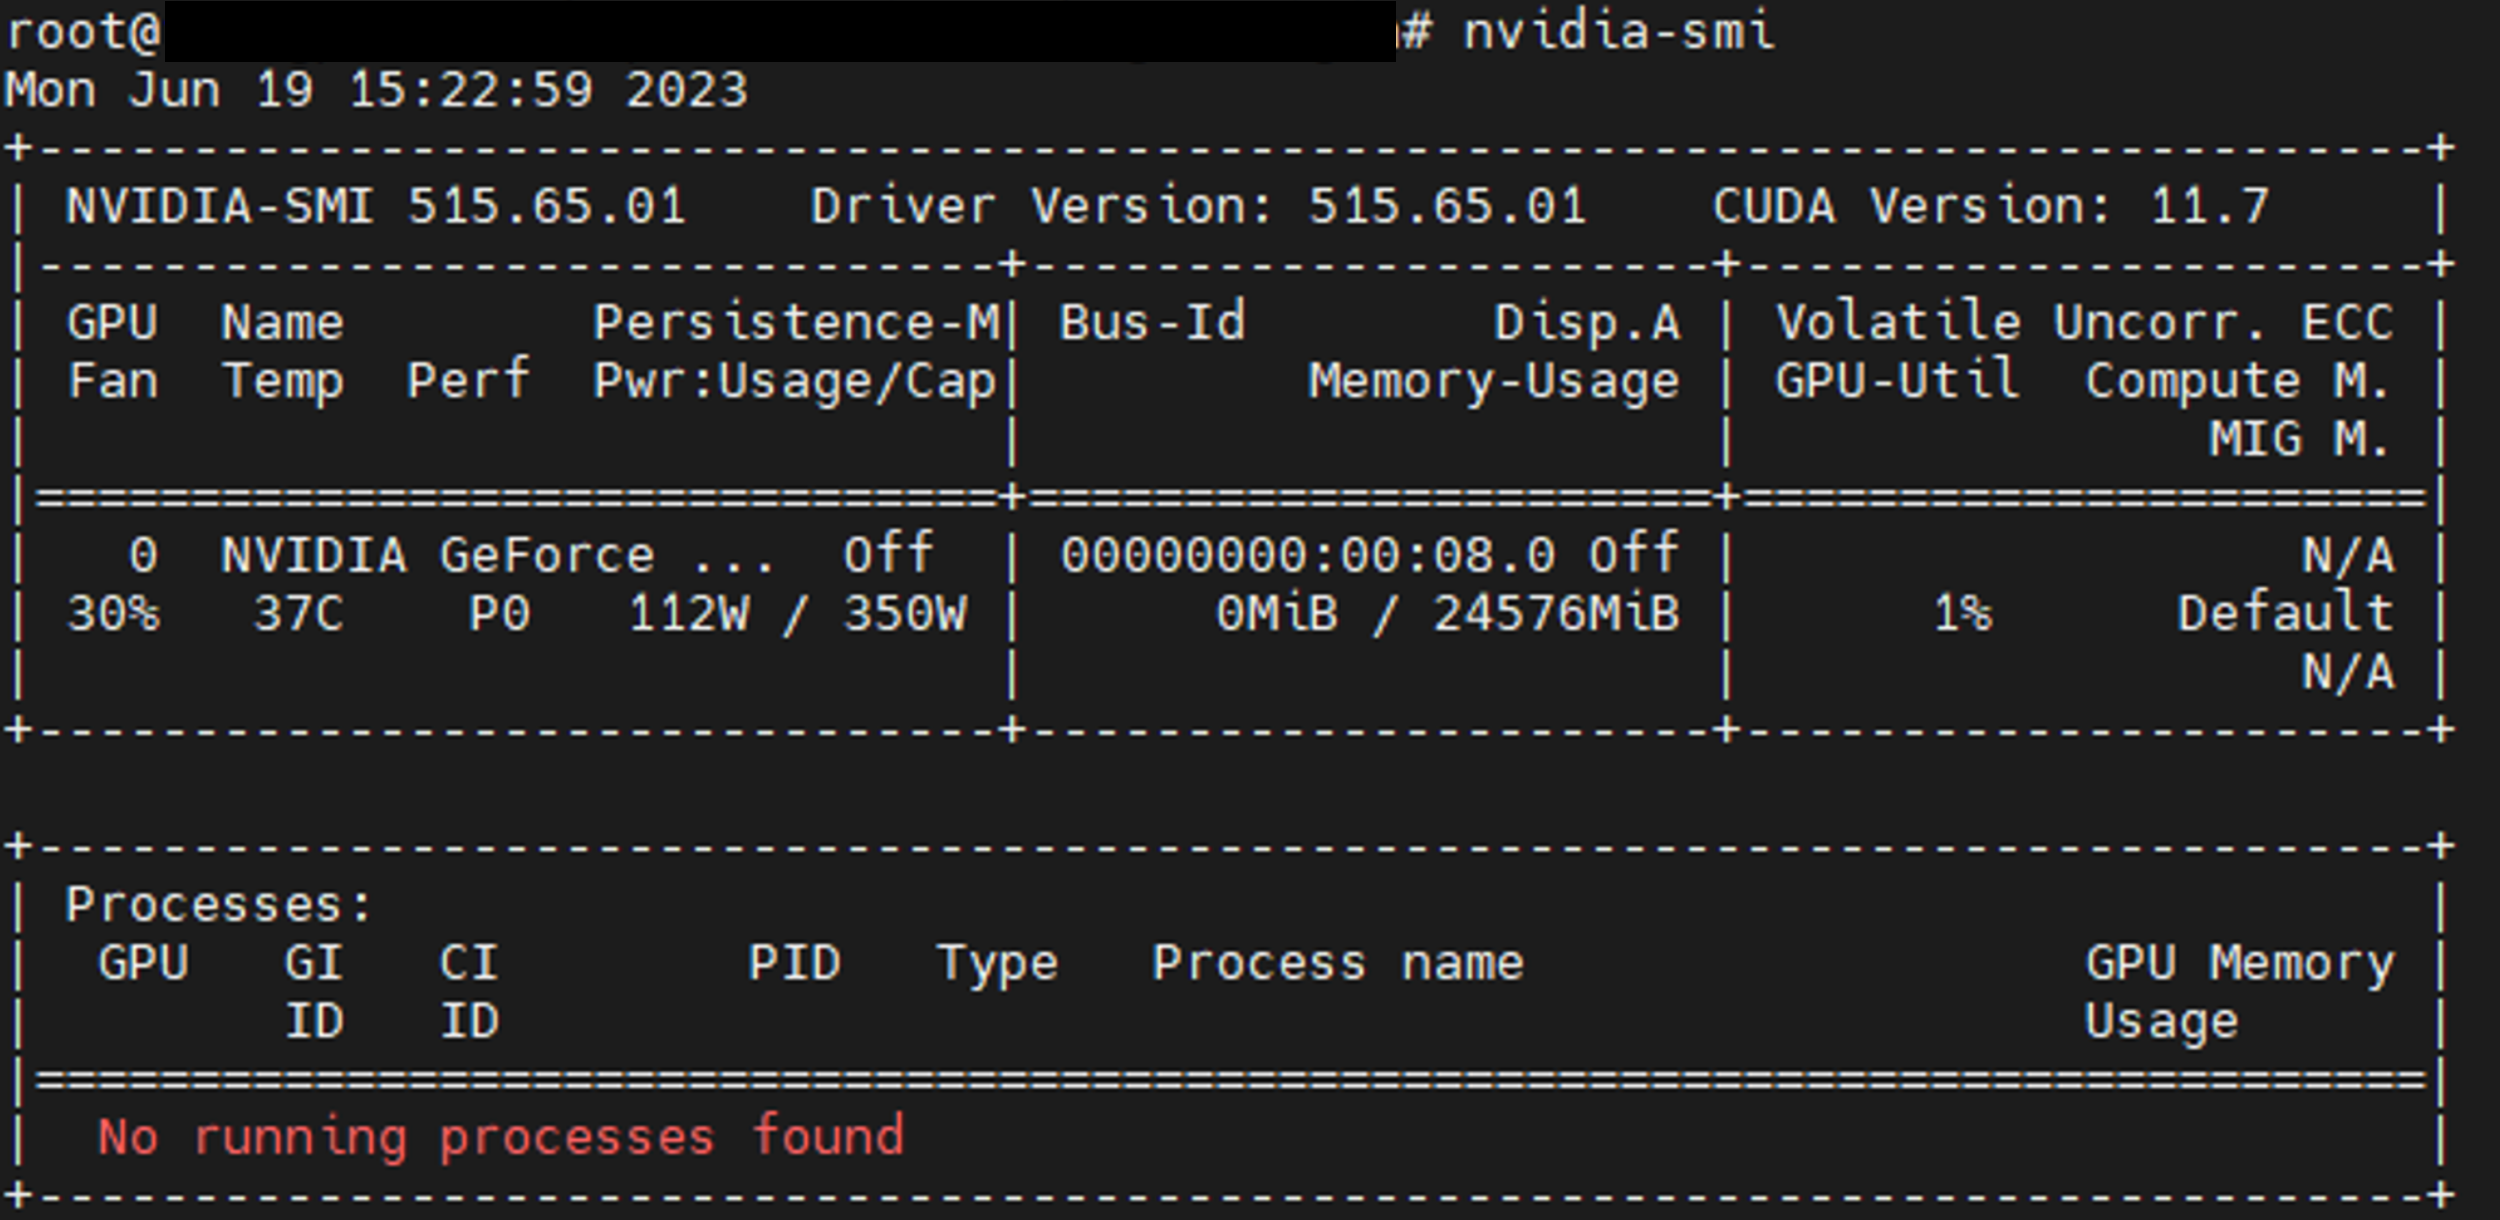 root@# nvidia-smi
Mon Jun 19 15:22:59 2023
+-----------------------------------------------------------------------------+
| NVIDIA-SMI 515.65.01    Driver Version: 515.65.01    CUDA Version: 11.7     |
|-------------------------------+----------------------+----------------------+
| GPU  Name        Persistence-M| Bus-Id        Disp.A | Volatile Uncorr. ECC |
| Fan  Temp  Perf  Pwr:Usage/Cap|         Memory-Usage | GPU-Util  Compute M. |
|                               |                      |               MIG M. |
|===============================+======================+======================|
|   0  NVIDIA GeForce ...  Off  | 00000000:00:08.0 Off |                  N/A |
| 30%   37C    P0   112W / 350W |      0MiB / 24576MiB |      1%      Default |
|                               |                      |                  N/A |
+-------------------------------+----------------------+----------------------+

+-----------------------------------------------------------------------------+
| Processes:                                                                  |
|  GPU   GI   CI        PID   Type   Process name                  GPU Memory |
|        ID   ID                                                   Usage      |
|=============================================================================|
|  No running processes found                                                 |
+-----------------------------------------------------------------------------+